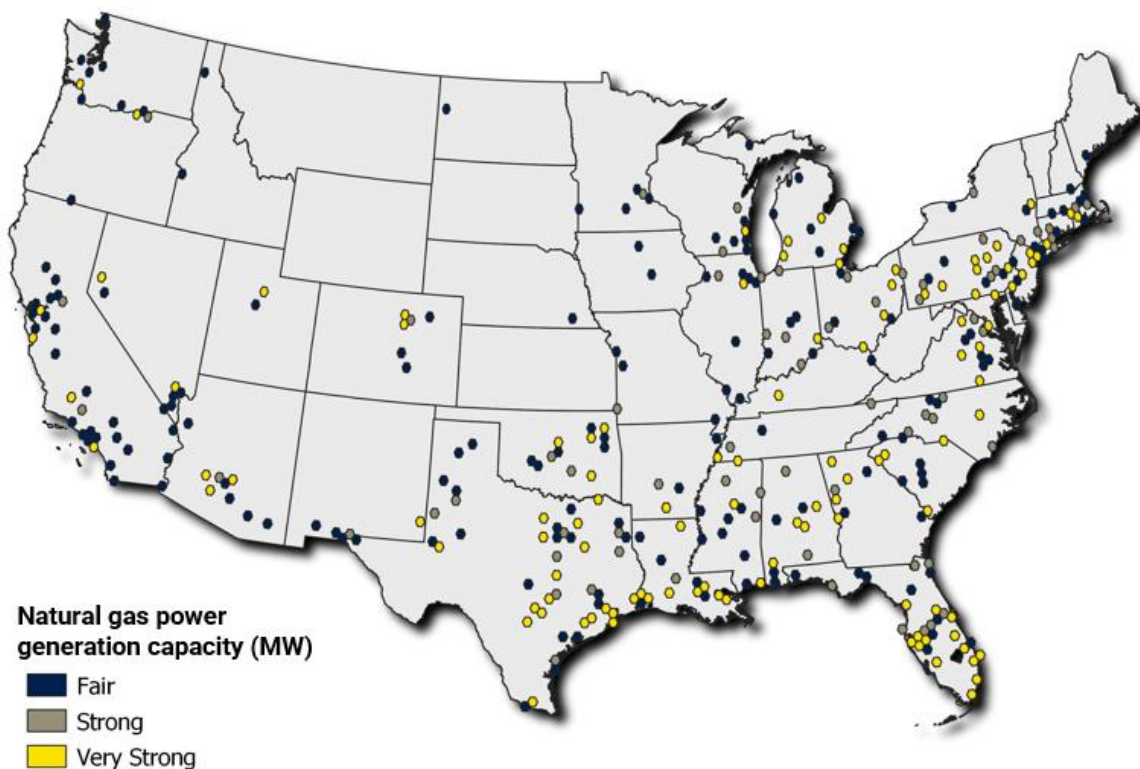 Natural gas power
generation capacity (MW)
Fair
Strong
Very Strong